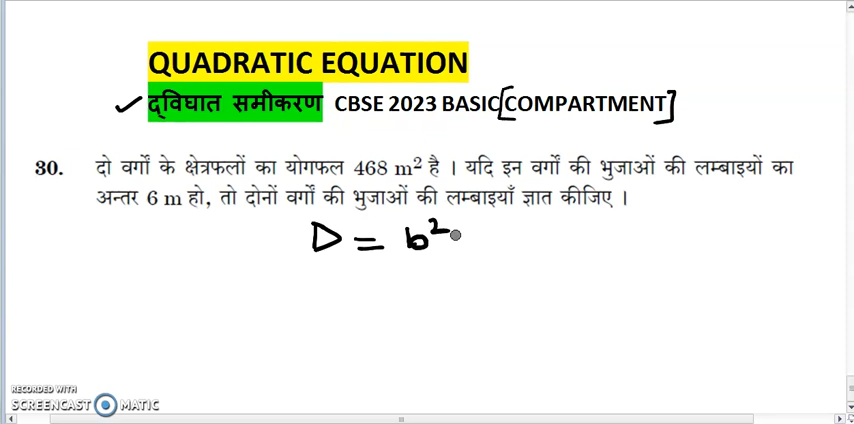 QUADRATIC EQUATION
द्विघात समीकरण CBSE 2023 BASIC[COMPARTMENT]
30. दो वर्गों के क्षेत्रफलों का योगफल 468 m² है । यदि इन वर्गों की भुजाओं की लम्बाइयों का
अन्तर 6 m हो, तो दोनों वर्गों की भुजाओं की लम्बाइयाँ ज्ञात कीजिए ।
D = b²
RECORDED WITH
SCREENCAST MATIC